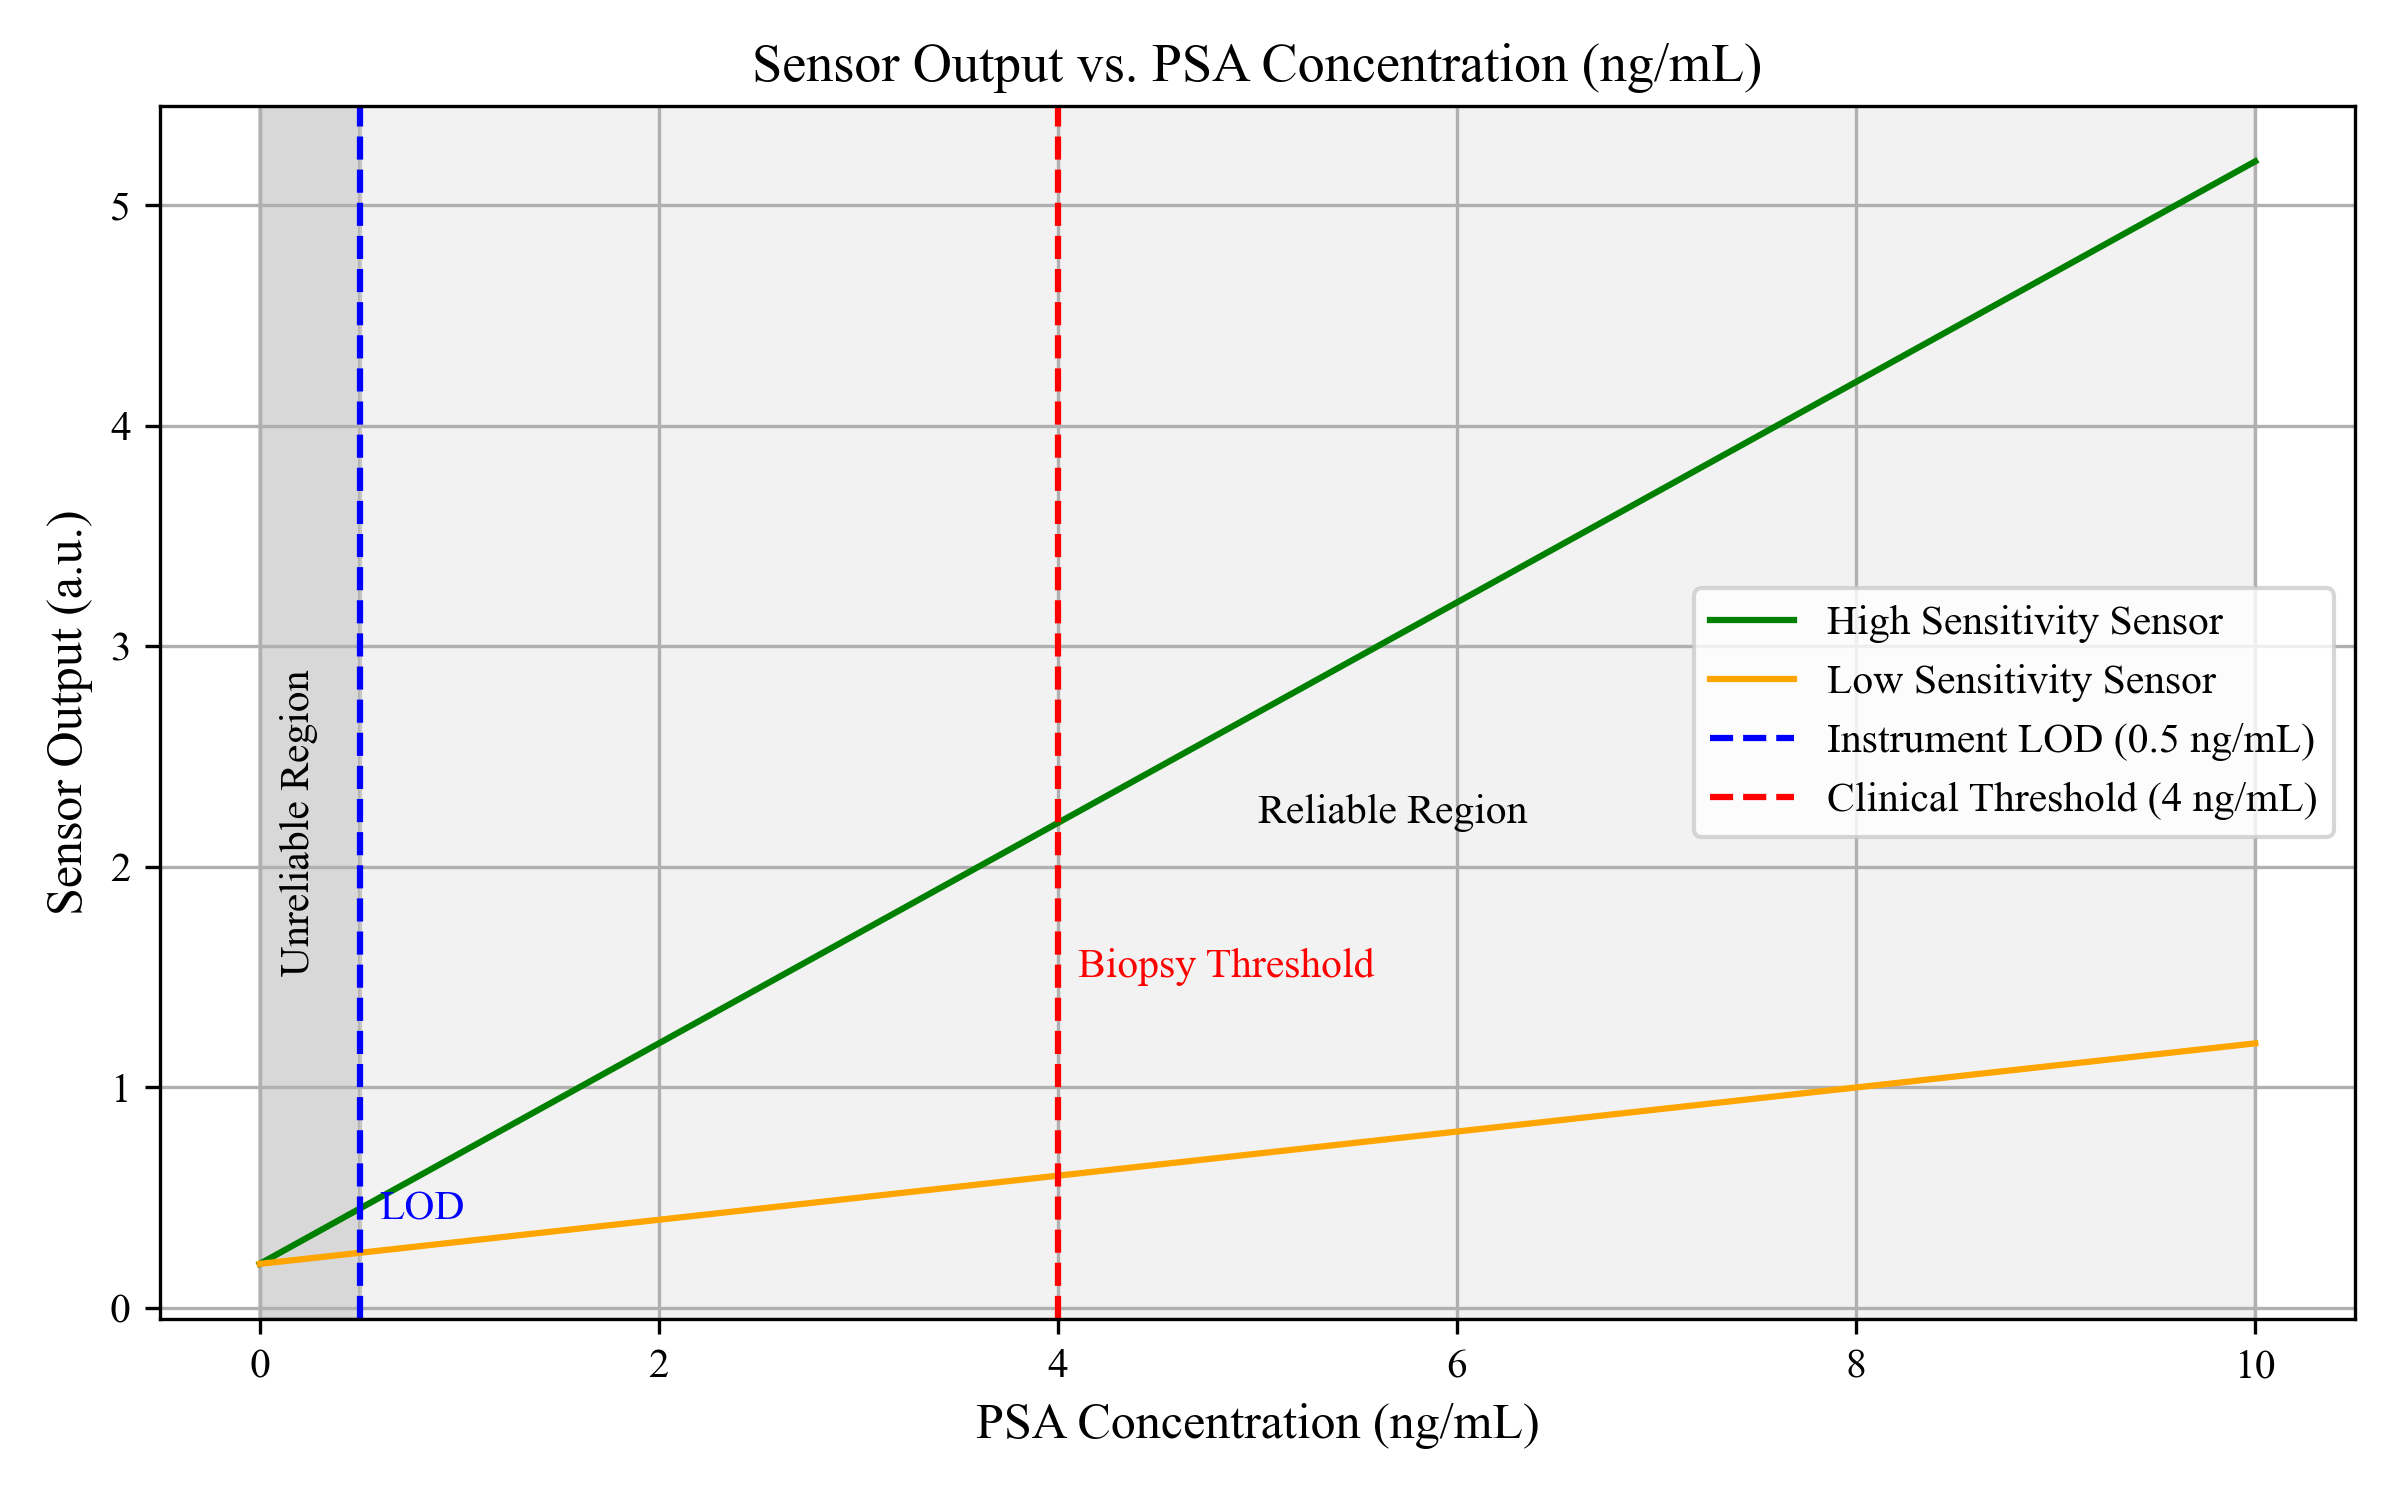 Sensor Output vs. PSA Concentration (ng/mL)
Sensor Output (a.u.)
5
4
3
2
1
0
Unreliable Region
LOD
Biopsy Threshold
Reliable Region
High Sensitivity Sensor
Low Sensitivity Sensor
Instrument LOD (0.5 ng/mL)
Clinical Threshold (4 ng/mL)
0 2 4 6 8 10
PSA Concentration (ng/mL)